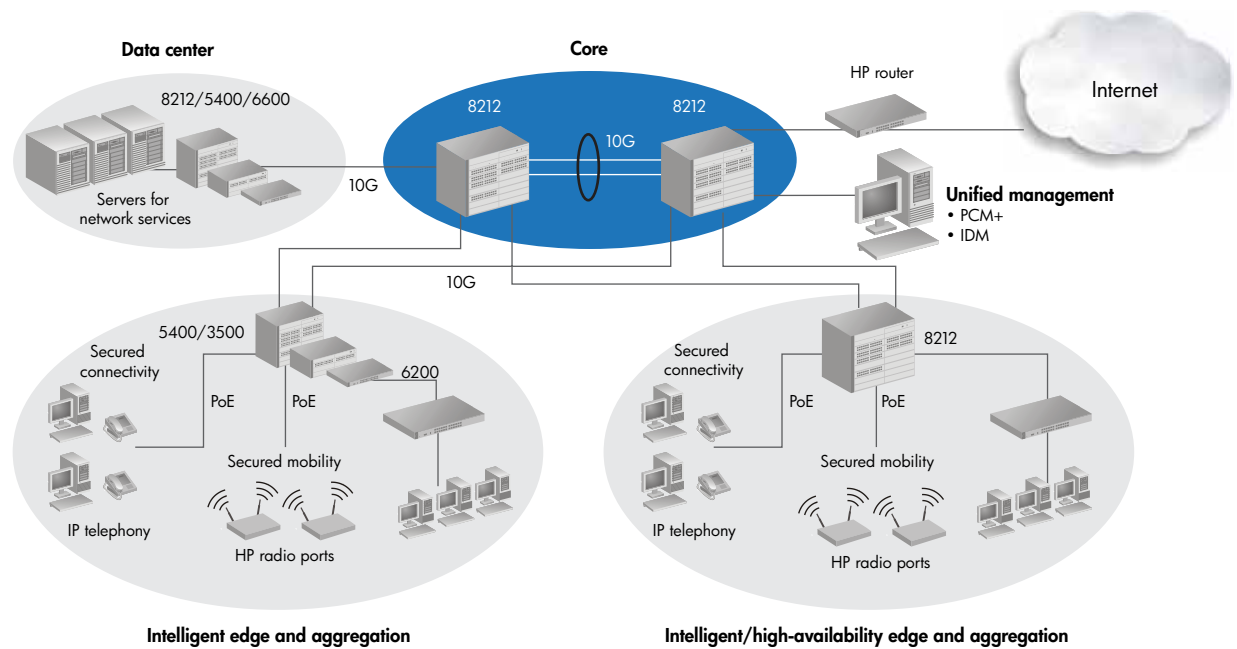 Data center
Core
HP router
Internet
8212/5400/6600
8212
8212
10G
10G
Servers for
network services
Unified management
• PCM+
• IDM
10G
5400/3500
Secured
connectivity
6200
PoE
PoE
Secured mobility
IP telephony
HP radio ports
8212
Secured
connectivity
PoE
PoE
Secured mobility
IP telephony
HP radio ports
Intelligent edge and aggregation
Intelligent/high-availability edge and aggregation